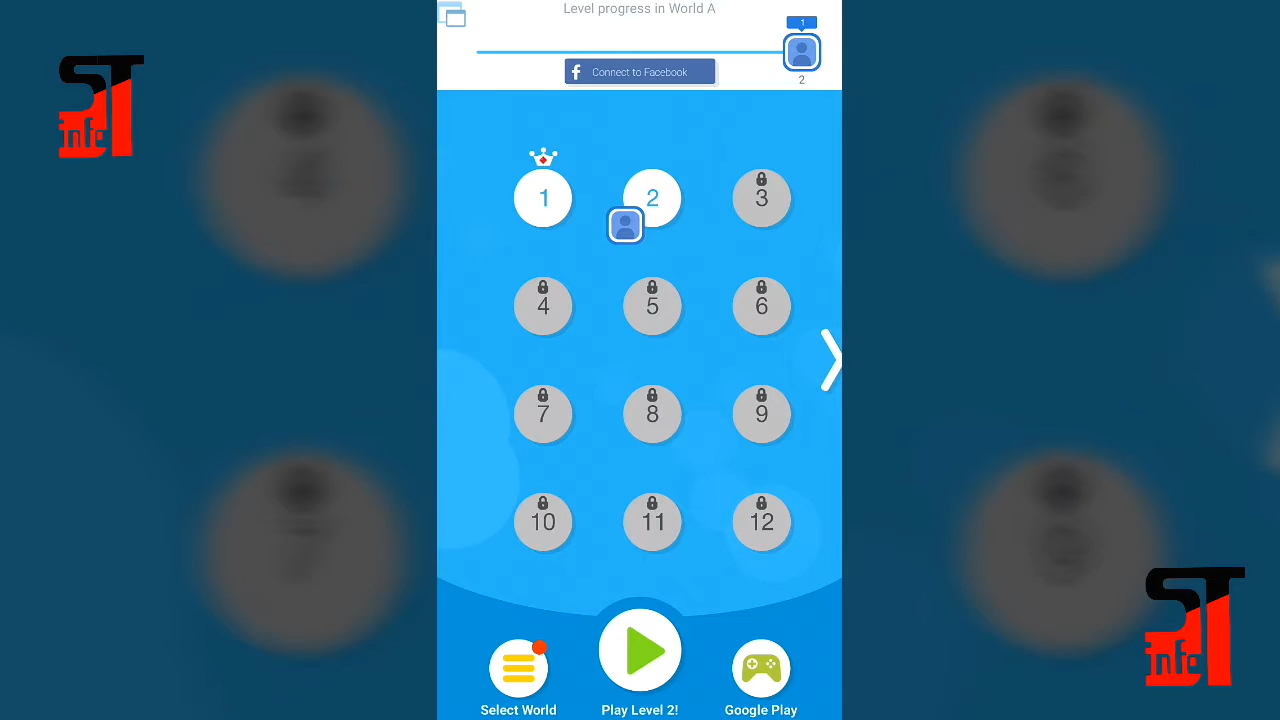 Level progress in World A
1
Connect to Facebook
2
ST
info
1 2 3
4 5 6
7 8 9
10 11 12
ST
info
Select World Play Level 2! Google Play